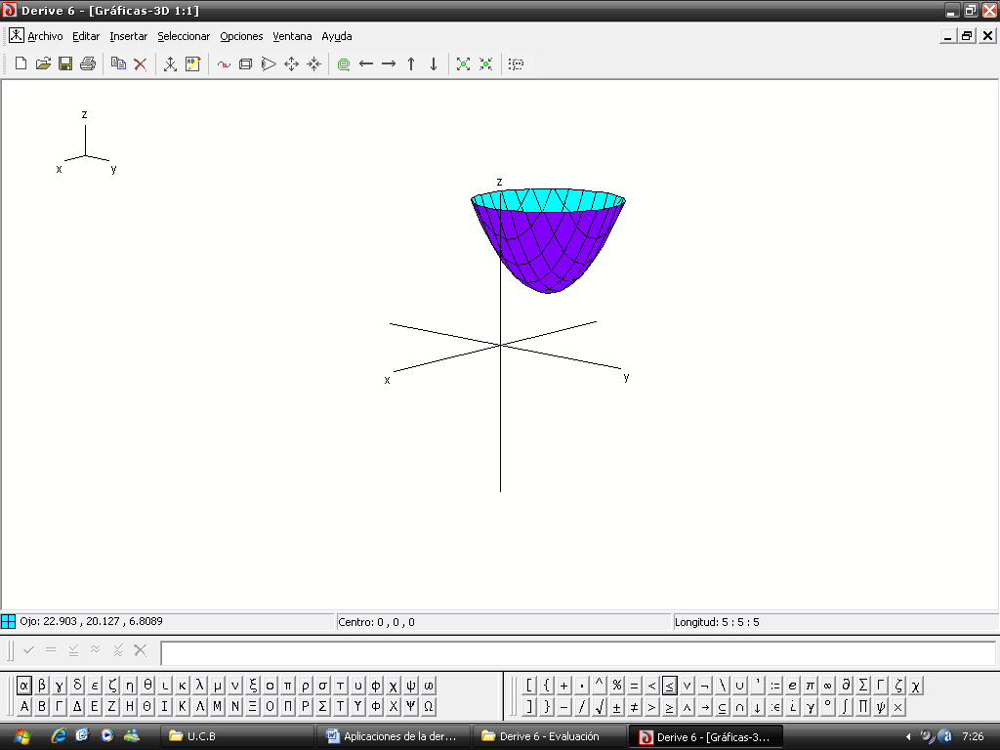 Derive 6 - [Gráficas-3D 1:1]
Archivo Editar Insertar Seleccionar Opciones Ventana Ayuda
z
x y
z
x y
Ojo: 22.903 , 20.127 , 6.8089 Centro: 0 , 0 , 0 Longitud: 5 : 5 : 5
α β γ δ ε ζ η θ ι κ λ μ ν ξ ο π ρ σ τ υ φ χ ψ ω [ { + · ^ % = < ≤ ∨ ¬ \ ∪ ' := e π ∞ ∂ ∑ Γ ζ χ
Α Β Γ Δ Ε Ζ Η Θ Ι Κ Λ Μ Ν Ξ Ο Π Ρ Σ Τ Υ Φ Χ Ψ Ω ] } − / √ ± ≠ > ≥ ∧ → ⊆ ∩ ↓ :∈ i γ ° ∫ ∏ ψ ×
U.C.B Aplicaciones de la der... Derive 6 - Evaluación Derive 6 - [Gráficas-3... 7:26